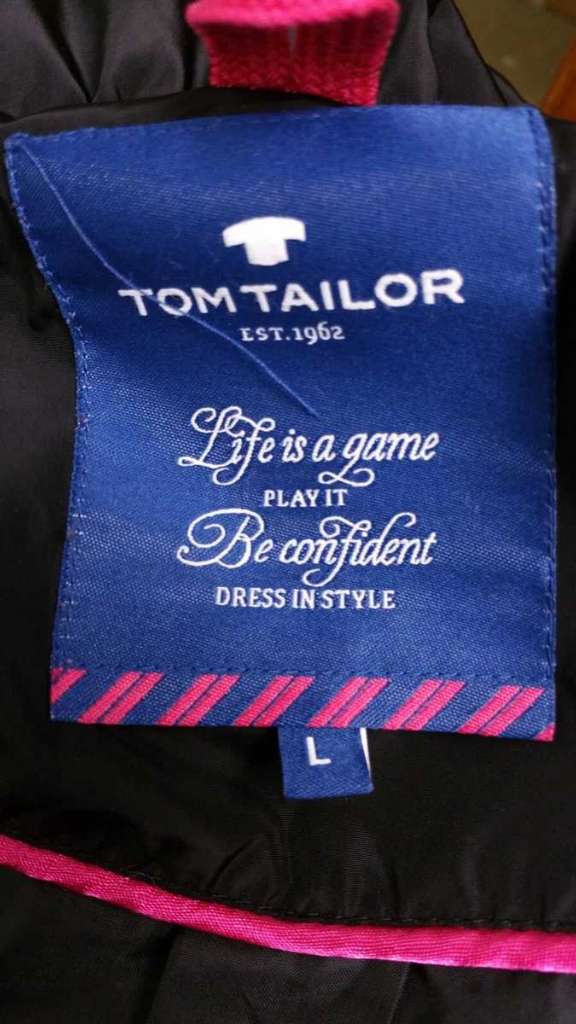 TOM TAILOR
EST. 1962
Life is a game
PLAY IT
Be confident
DRESS IN STYLE
L